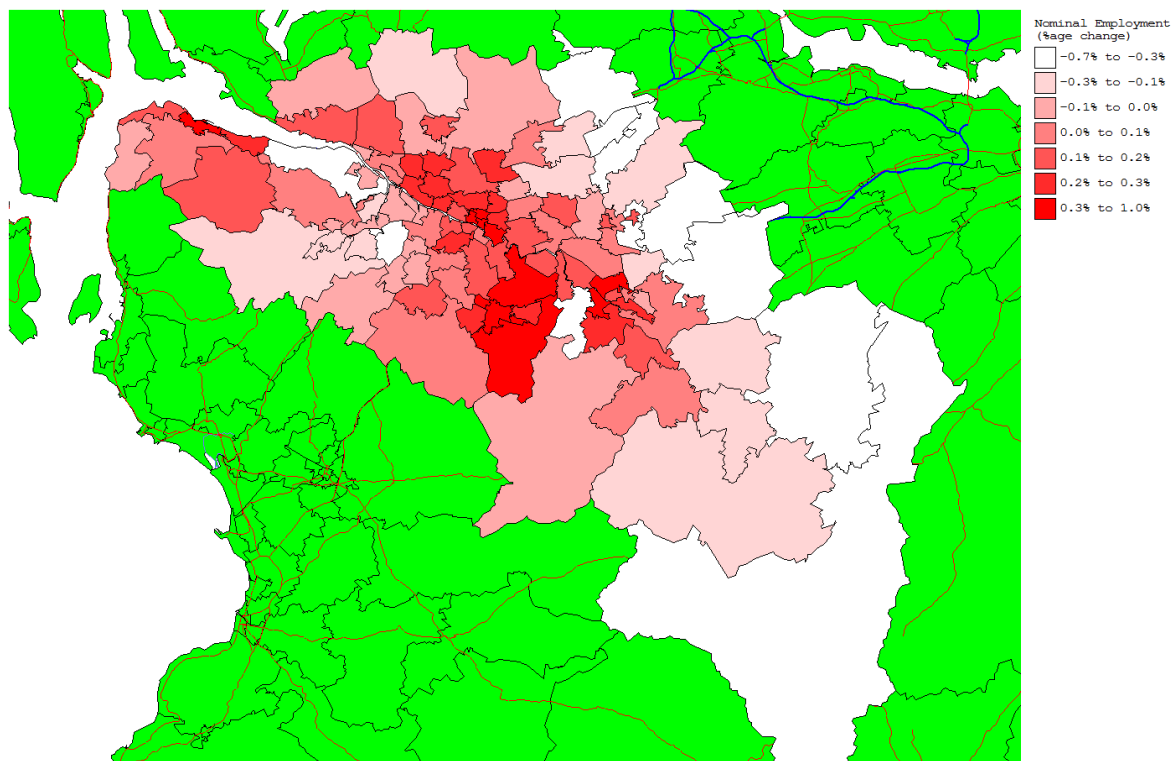 Nominal Employment
(%age change)
-0.7% to -0.3%
-0.3% to -0.1%
-0.1% to 0.0%
0.0% to 0.1%
0.1% to 0.2%
0.2% to 0.3%
0.3% to 1.0%